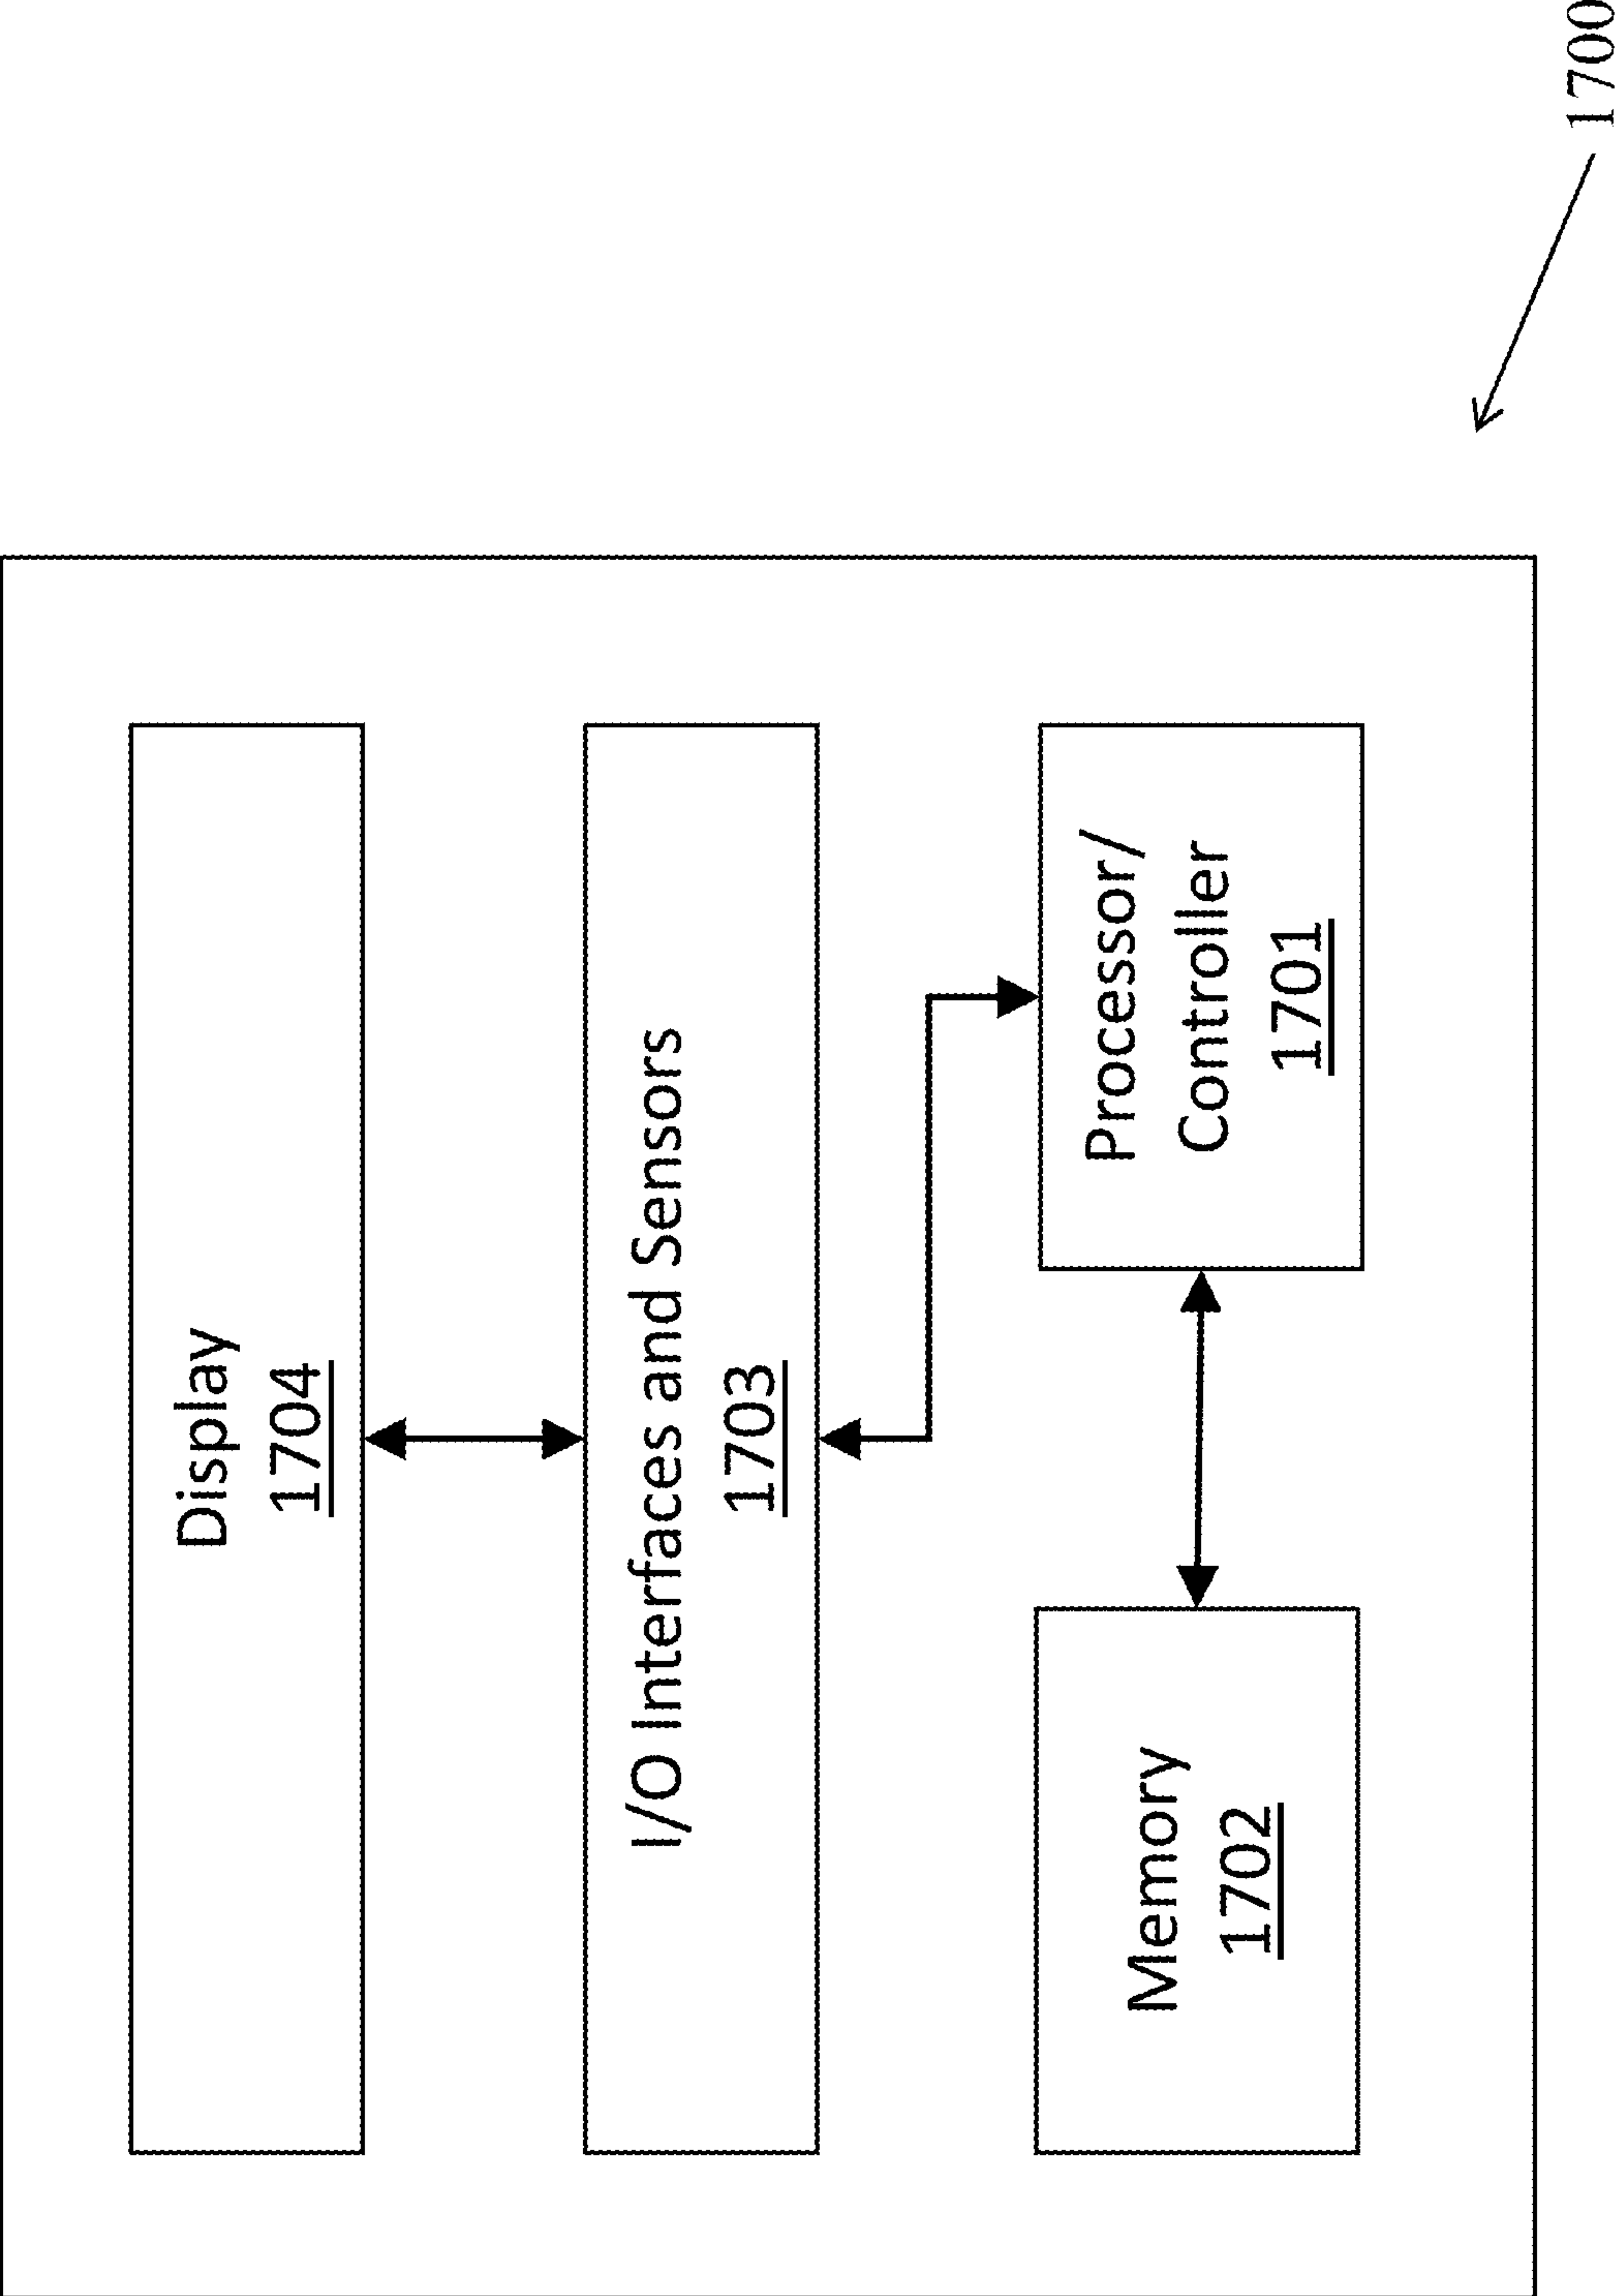 Display
1704
I/O Interfaces and Sensors
1703
Memory
1702
Processor/
Controller
1701
1700